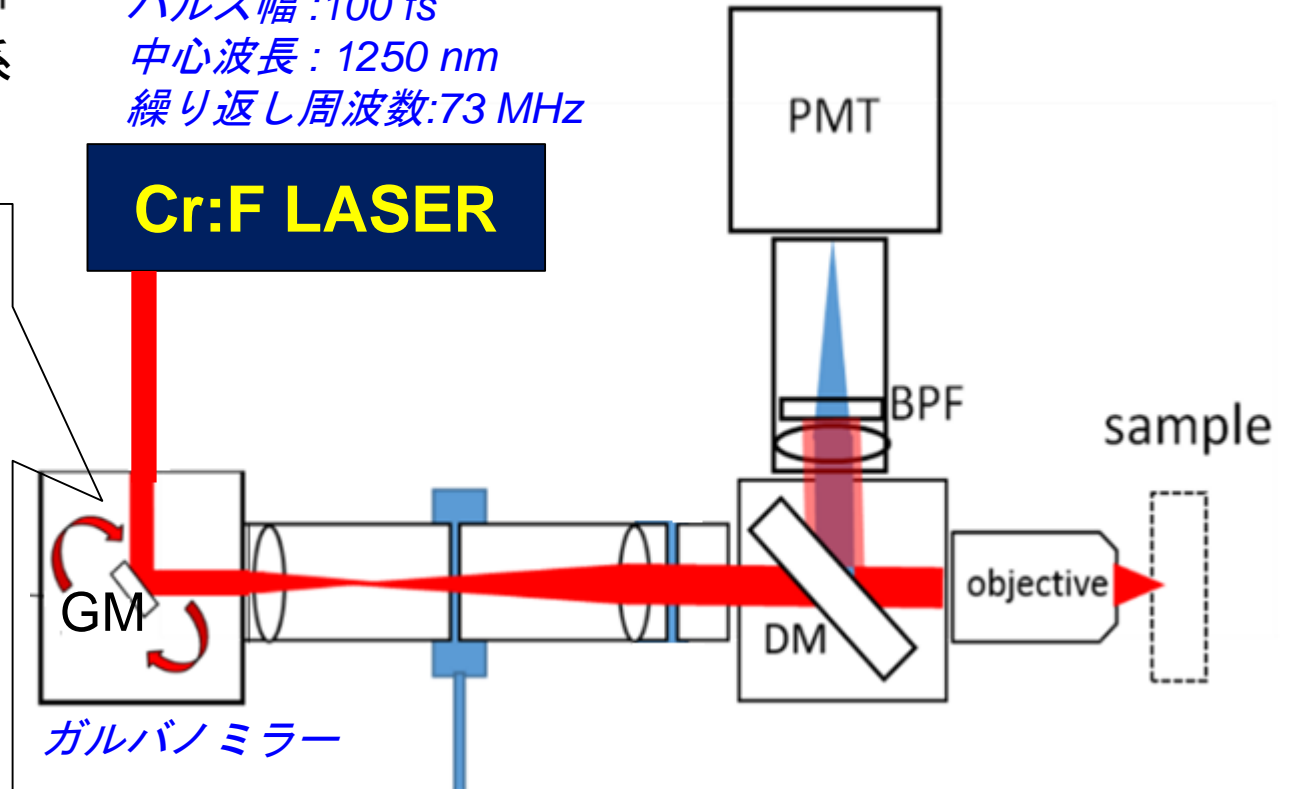 パルス幅 :100 fs
中心波長 : 1250 nm
繰り返し周波数:73 MHz
系
Cr:F LASER
PMT
BPF
sample
GM
DM
objective
ガルバノミラー